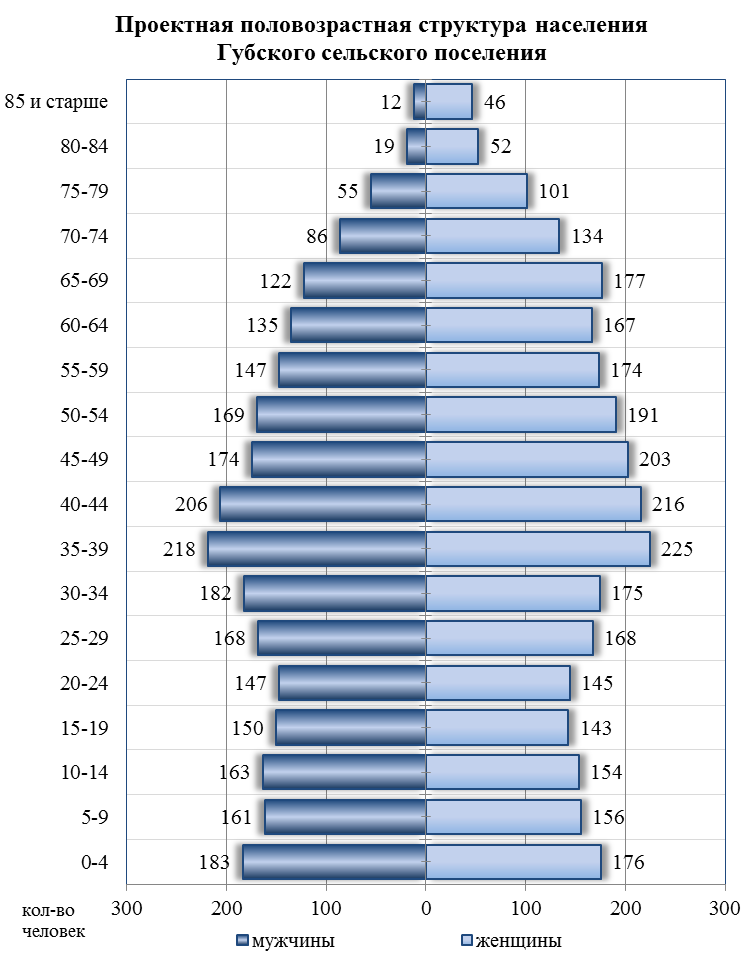 Проектная половозрастная структура населения
Губского сельского поселения
85 и старше 12 46
80-84 19 52
75-79 55 101
70-74 86 134
65-69 122 177
60-64 135 167
55-59 147 174
50-54 169 191
45-49 174 203
40-44 206 216
35-39 218 225
30-34 182 175
25-29 168 168
20-24 147 145
15-19 150 143
10-14 163 154
5-9 161 156
0-4 183 176
300 200 100 0 100 200 300
кол-во
человек
мужчины женщины